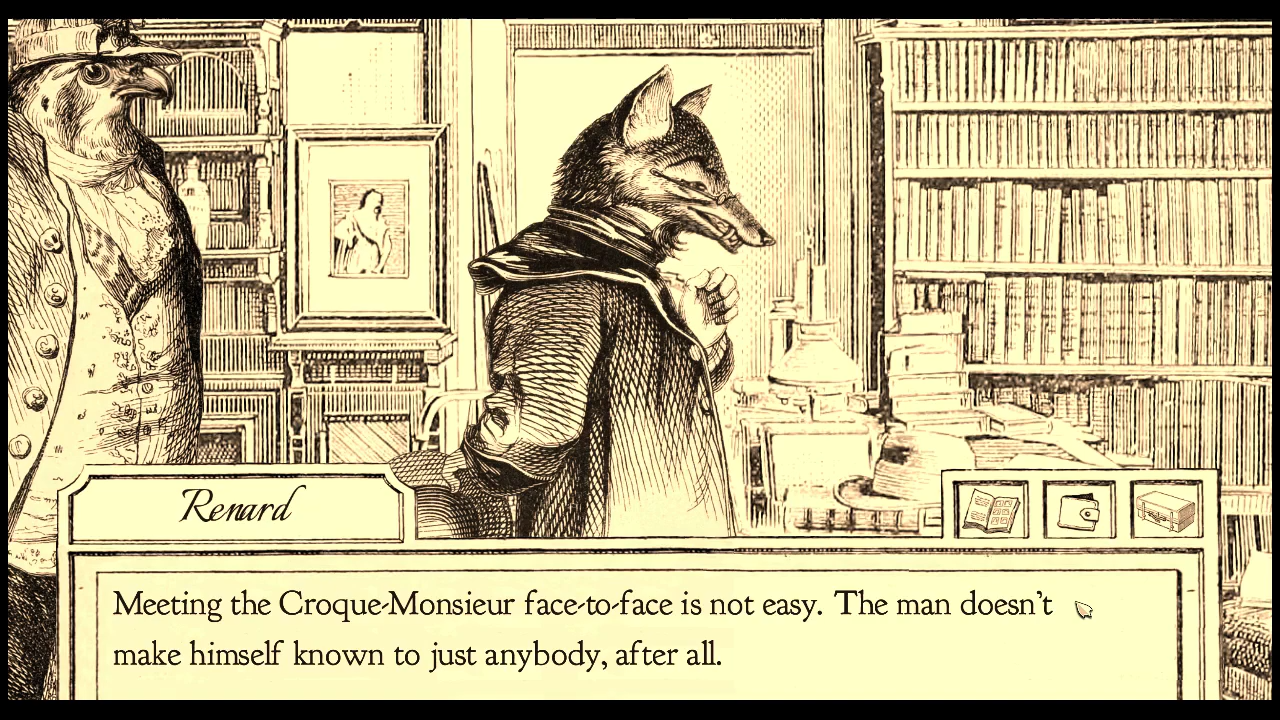 Renard
Meeting the Croque-Monsieur face-to-face is not easy. The man doesn't
make himself known to just anybody, after all.